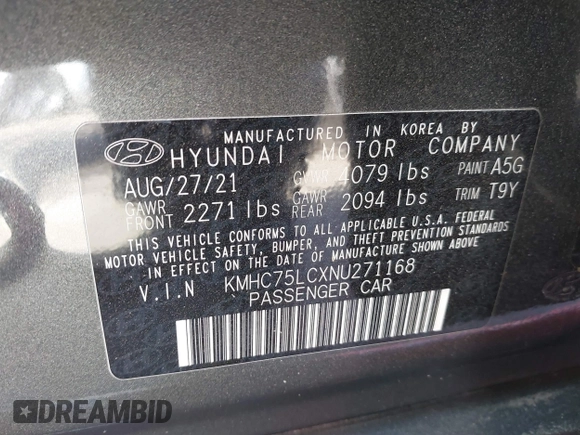 MANUFACTURED IN KOREA BY
HYUNDAI MOTOR COMPANY
AUG/27/21 GVWR 4079 lbs PAINT A5G
GAWR FRONT 2271 lbs GAWR REAR 2094 lbs TRIM T9Y
THIS VEHICLE CONFORMS TO ALL APPLICABLE U.S.A. FEDERAL
MOTOR VEHICLE SAFETY, BUMPER, AND THEFT PREVENTION STANDARDS
IN EFFECT ON THE DATE OF MANUFACTURE SHOWN ABOVE
V.I.N KMHC75LCXNU271168
PASSENGER CAR
DREAMBID